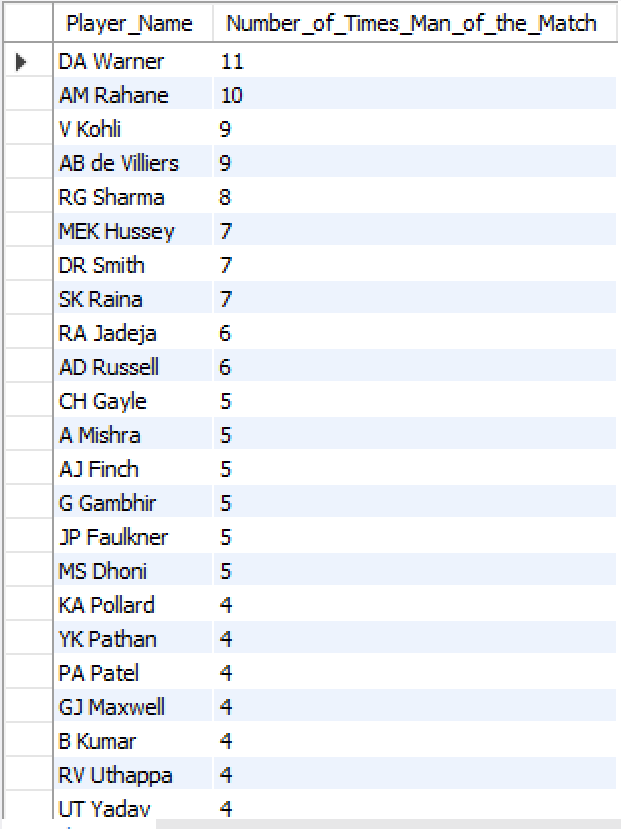 Player_Name Number_of_Times_Man_of_the_Match
DA Warner 11
AM Rahane 10
V Kohli 9
AB de Villiers 9
RG Sharma 8
MEK Hussey 7
DR Smith 7
SK Raina 7
RA Jadeja 6
AD Russell 6
CH Gayle 5
A Mishra 5
AJ Finch 5
G Gambhir 5
JP Faulkner 5
MS Dhoni 5
KA Pollard 4
YK Pathan 4
PA Patel 4
GJ Maxwell 4
B Kumar 4
RV Uthappa 4
UT Yadav 4